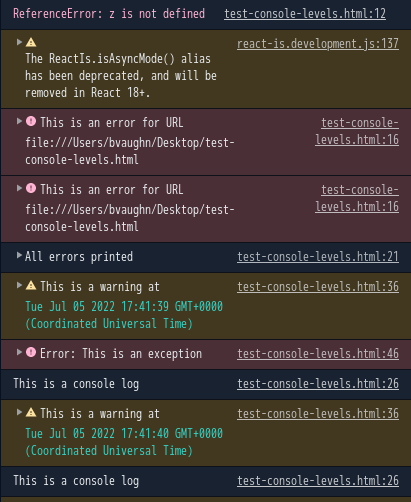 ReferenceError: z is not defined test-console-levels.html:12
react-is.development.js:137
The ReactIs.isAsyncMode() alias
has been deprecated, and will be
removed in React 18+.
This is an error for URL test-console-
file:///Users/bvaughn/Desktop/test- levels.html:16
console-levels.html
This is an error for URL test-console-
file:///Users/bvaughn/Desktop/test- levels.html:16
console-levels.html
All errors printed test-console-levels.html:21
This is a warning at test-console-levels.html:36
Tue Jul 05 2022 17:41:39 GMT+0000
(Coordinated Universal Time)
Error: This is an exception test-console-levels.html:46
This is a console log test-console-levels.html:26
This is a warning at test-console-levels.html:36
Tue Jul 05 2022 17:41:40 GMT+0000
(Coordinated Universal Time)
This is a console log test-console-levels.html:26